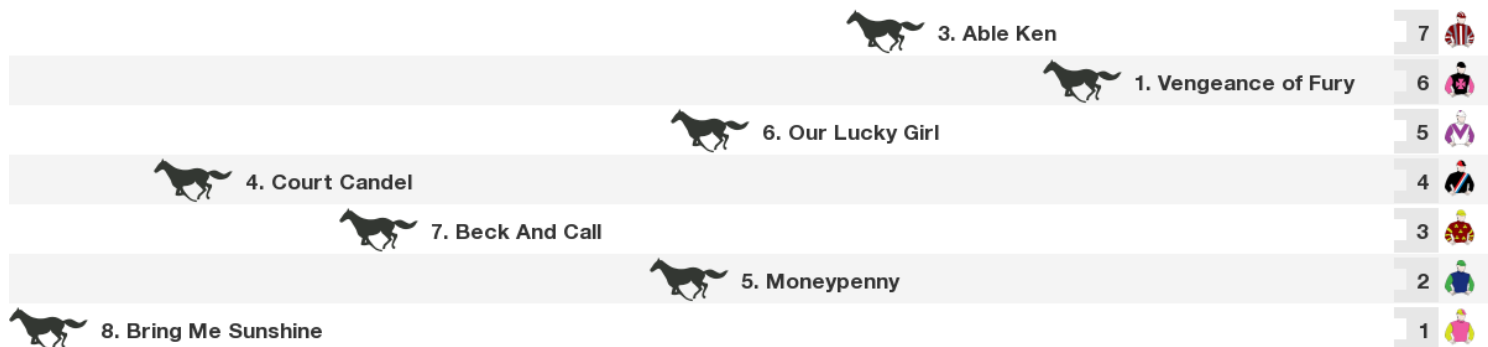 3. Able Ken 7
1. Vengeance of Fury 6
6. Our Lucky Girl 5
4. Court Candel 4
7. Beck And Call 3
5. Moneypenny 2
8. Bring Me Sunshine 1